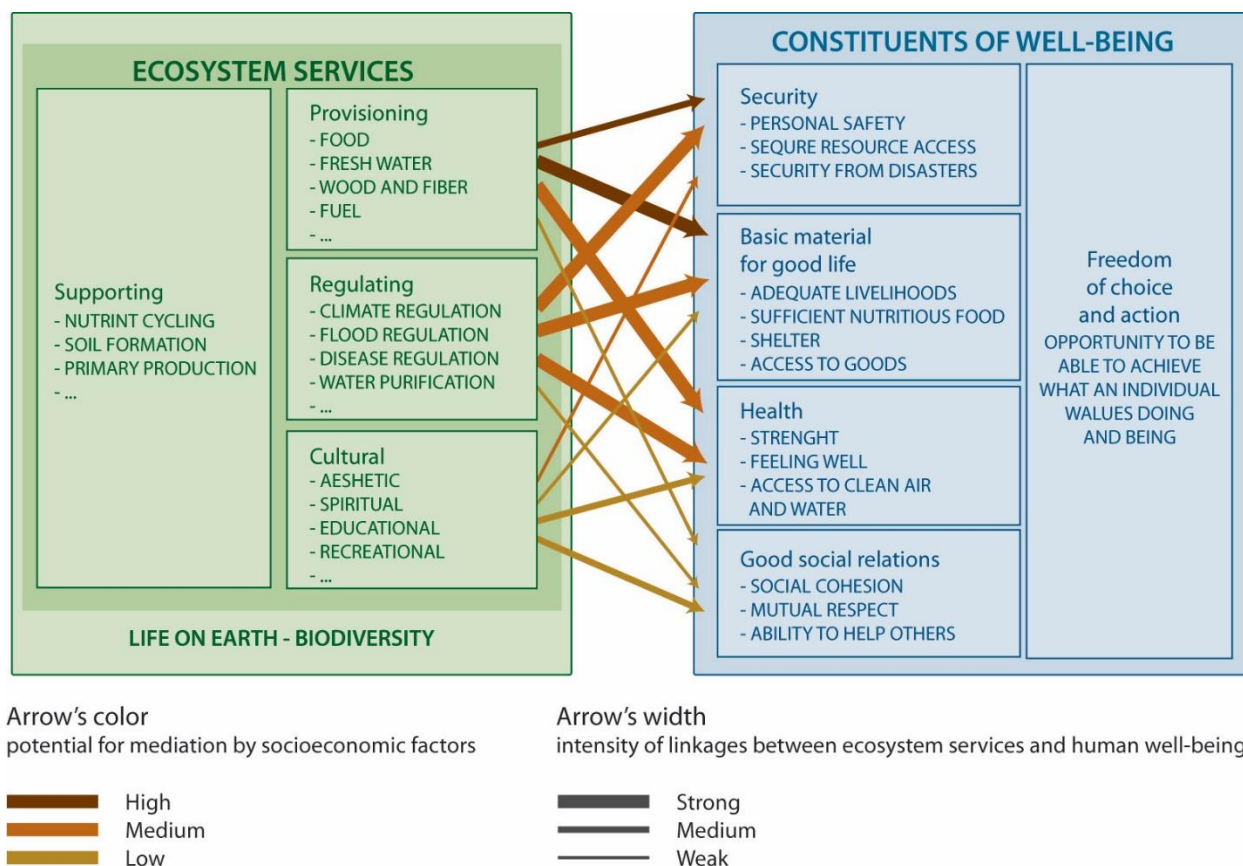 ECOSYSTEM SERVICES
Supporting
- NUTRINT CYCLING
- SOIL FORMATION
- PRIMARY PRODUCTION
- ...
Provisioning
- FOOD
- FRESH WATER
- WOOD AND FIBER
- FUEL
- ...
Regulating
- CLIMATE REGULATION
- FLOOD REGULATION
- DISEASE REGULATION
- WATER PURIFICATION
- ...
Cultural
- AESHETIC
- SPIRITUAL
- EDUCATIONAL
- RECREATIONAL
- ...
LIFE ON EARTH - BIODIVERSITY
CONSTITUENTS OF WELL-BEING
Security
- PERSONAL SAFETY
- SEQURE RESOURCE ACCESS
- SECURITY FROM DISASTERS
Basic material
for good life
- ADEQUATE LIVELIHOODS
- SUFFICIENT NUTRITIOUS FOOD
- SHELTER
- ACCESS TO GOODS
Health
- STRENGHT
- FEELING WELL
- ACCESS TO CLEAN AIR
AND WATER
Good social relations
- SOCIAL COHESION
- MUTUAL RESPECT
- ABILITY TO HELP OTHERS
Freedom
of choice
and action
OPPORTUNITY TO BE
ABLE TO ACHIEVE
WHAT AN INDIVIDUAL
WALUES DOING
AND BEING
Arrow's color
potential for mediation by socioeconomic factors
High
Medium
Low
Arrow's width
intensity of linkages between ecosystem services and human well-being
Strong
Medium
Weak